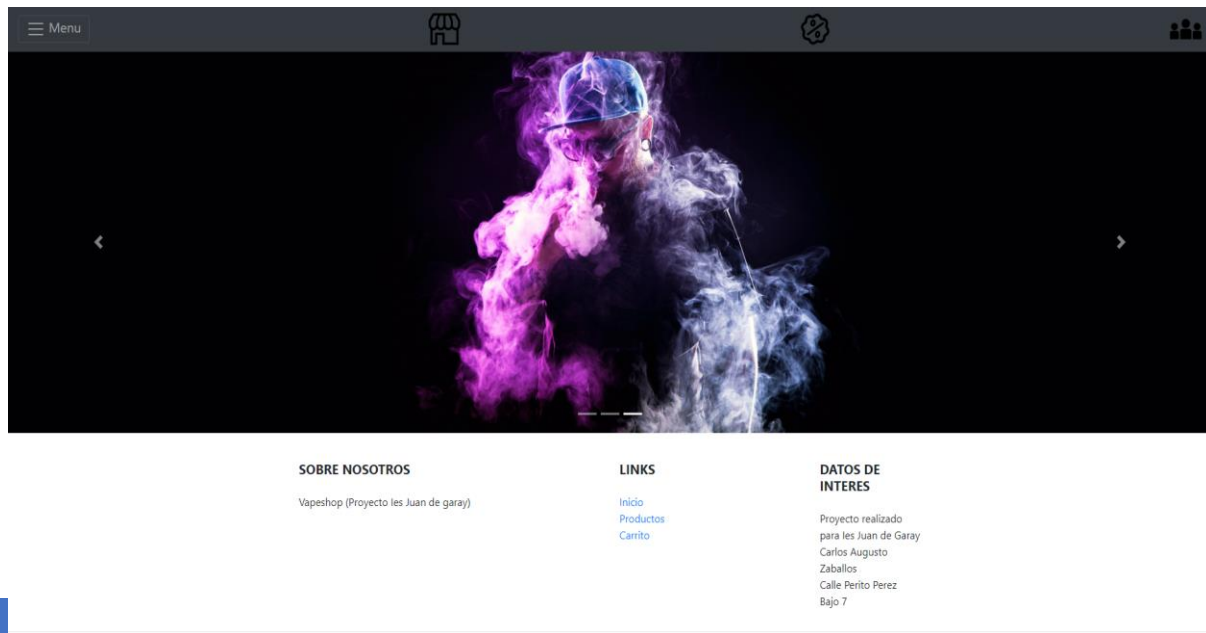 Menu
SOBRE NOSOTROS
Vapeshop (Proyecto Ies Juan de garay)
LINKS
Inicio
Productos
Carrito
DATOS DE
INTERES
Proyecto realizado
para Ies Juan de Garay
Carlos Augusto
Zaballos
Calle Perito Perez
Bajo 7